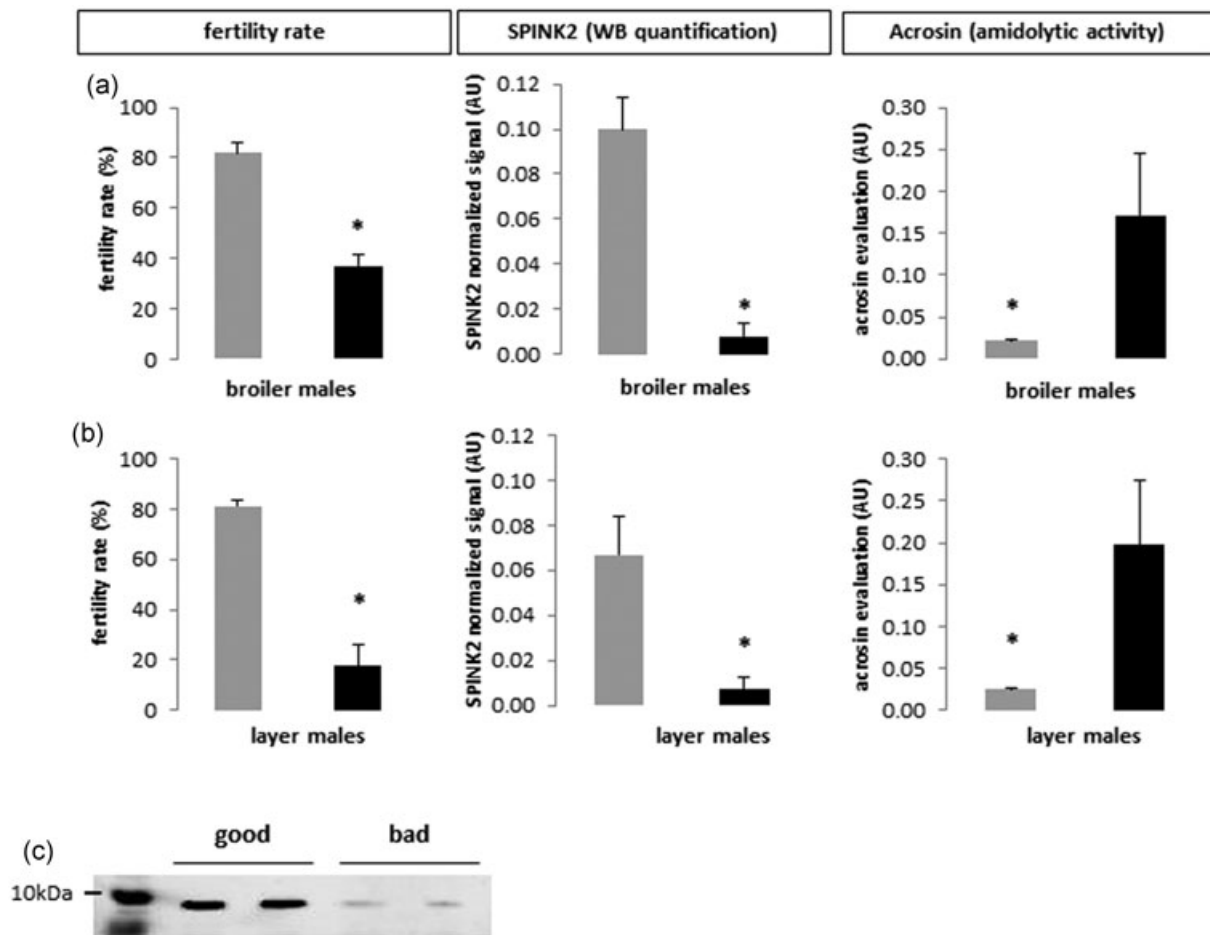 fertility rate
SPINK2 (WB quantification)
Acrosin (amidolytic activity)
(a)
fertility rate (%)
100
80
60
40
20
0
*
broiler males
SPINK2 normalized signal (AU)
0.12
0.10
0.08
0.06
0.04
0.02
0.00
*
broiler males
acrosin evaluation (AU)
0.30
0.25
0.20
0.15
0.10
0.05
0.00
*
broiler males
(b)
fertility rate (%)
100
80
60
40
20
0
*
layer males
SPINK2 normalized signal (AU)
0.12
0.10
0.08
0.06
0.04
0.02
0.00
*
layer males
acrosin evaluation (AU)
0.30
0.25
0.20
0.15
0.10
0.05
0.00
*
layer males
(c)
good
bad
10kDa